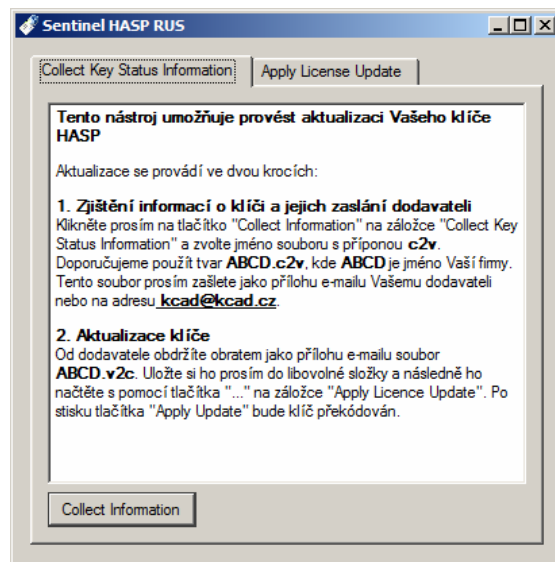 Sentinel HASP RUS
Collect Key Status Information
Apply License Update
Tento nástroj umožňuje provést aktualizaci Vašeho klíče
HASP
Aktualizace se provádí ve dvou krocích:
1. Zjištění informací o klíči a jejich zaslání dodavateli
Klikněte prosím na tlačítko "Collect Information" na záložce "Collect Key
Status Information" a zvolte jméno souboru s příponou c2v.
Doporučujeme použít tvar ABCD.c2v, kde ABCD je jméno Vaší firmy.
Tento soubor prosím zašlete jako přílohu e-mailu Vašemu dodavateli
nebo na adresu kcad@kcad.cz.
2. Aktualizace klíče
Od dodavatele obdržíte obratem jako přílohu e-mailu soubor
ABCD.v2c. Uložte si ho prosím do libovolné složky a následně ho
načtěte s pomocí tlačítka "..." na záložce "Apply Licence Update". Po
stisku tlačítka "Apply Update" bude klíč překódován.
Collect Information